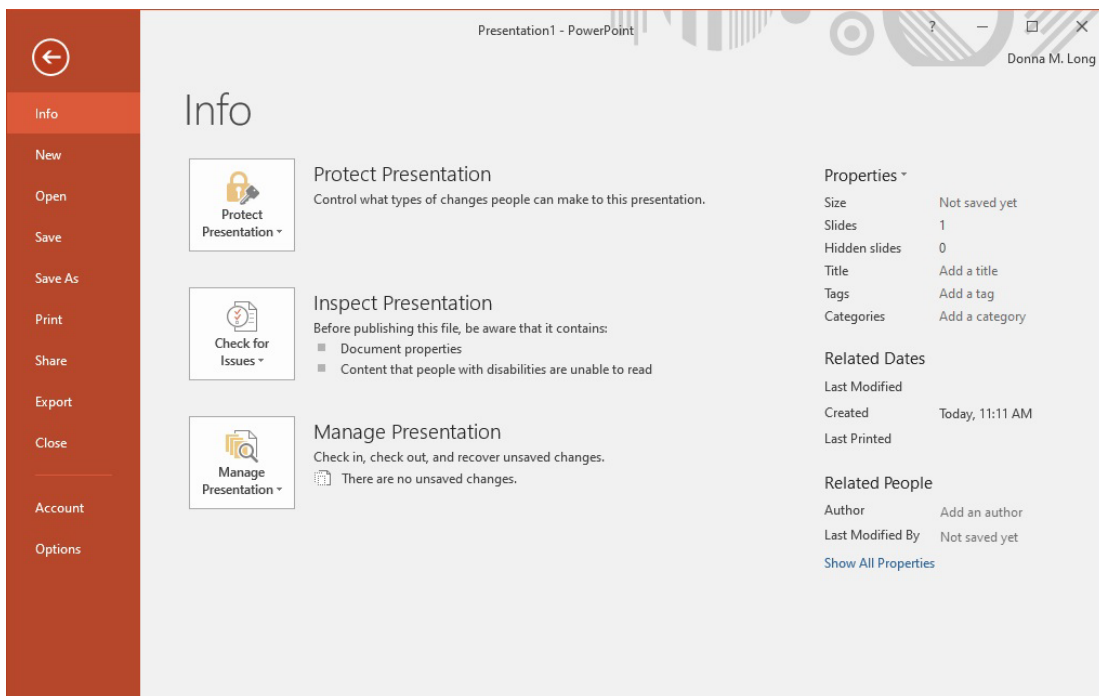 Presentation1 - PowerPoint
?
Donna M. Long
Info
New
Open
Save
Save As
Print
Share
Export
Close
Account
Options
Info
Protect
Presentation
Protect Presentation
Control what types of changes people can make to this presentation.
Check for
Issues
Inspect Presentation
Before publishing this file, be aware that it contains:
Document properties
Content that people with disabilities are unable to read
Manage
Presentation
Manage Presentation
Check in, check out, and recover unsaved changes.
There are no unsaved changes.
Properties
Size Not saved yet
Slides 1
Hidden slides 0
Title Add a title
Tags Add a tag
Categories Add a category
Related Dates
Last Modified
Created Today, 11:11 AM
Last Printed
Related People
Author Add an author
Last Modified By Not saved yet
Show All Properties